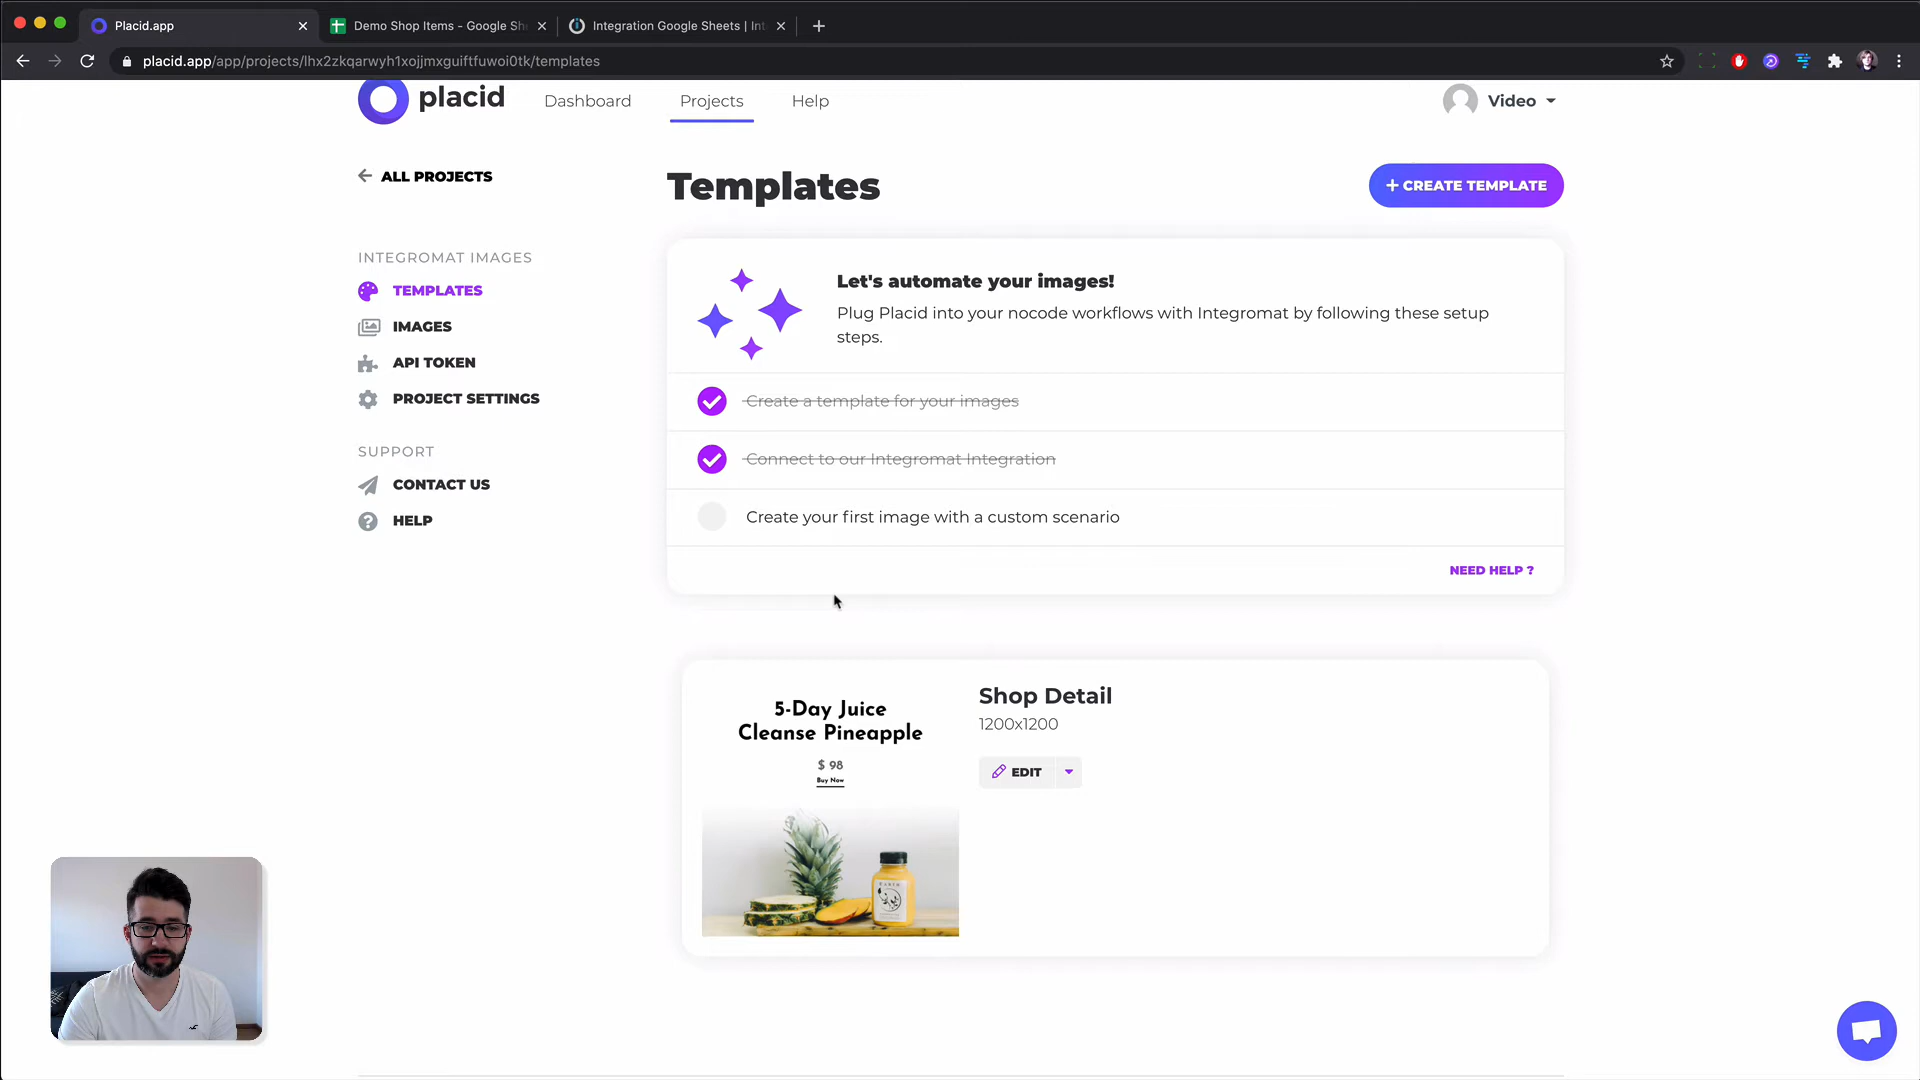 Placid.app
Demo Shop Items - Google Sh
Integration Google Sheets | Int
placid.app/app/projects/lhx2zkqarwyh1xojjmxguiftfuwoi0tk/templates
placid
Dashboard
Projects
Help
Video
ALL PROJECTS
Templates
+ CREATE TEMPLATE
INTEGROMAT IMAGES
TEMPLATES
IMAGES
API TOKEN
PROJECT SETTINGS
SUPPORT
CONTACT US
HELP
Let's automate your images!
Plug Placid into your nocode workflows with Integromat by following these setup
steps.
Create a template for your images
Connect to our Integromat Integration
Create your first image with a custom scenario
NEED HELP ?
5-Day Juice
Cleanse Pineapple
$ 98
Buy Now
Shop Detail
1200x1200
EDIT